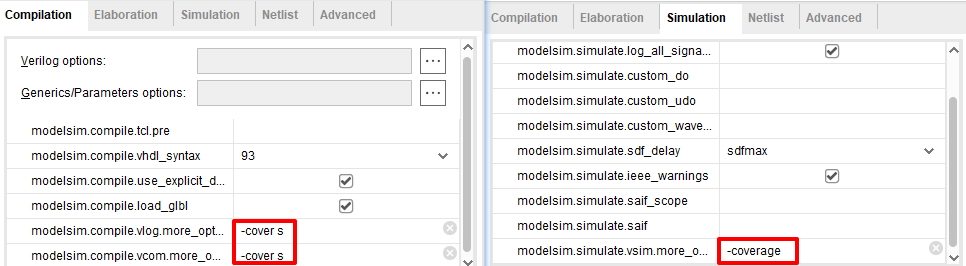 Compilation Elaboration Simulation Netlist Advanced
Verilog options: ...
Generics/Parameters options: ...
modelsim.compile.tcl.pre
modelsim.compile.vhdl_syntax 93
modelsim.compile.use_explicit_d...
modelsim.compile.load_glbl
modelsim.compile.vlog.more_opt... -cover s
modelsim.compile.vcom.more_o... -cover s
Compilation Elaboration Simulation Netlist Advanced
modelsim.simulate.log_all_signa...
modelsim.simulate.custom_do
modelsim.simulate.custom_udo
modelsim.simulate.custom_wave...
modelsim.simulate.sdf_delay sdfmax
modelsim.simulate.ieee_warnings
modelsim.simulate.saif_scope
modelsim.simulate.saif
modelsim.simulate.vsim.more_o... -coverage